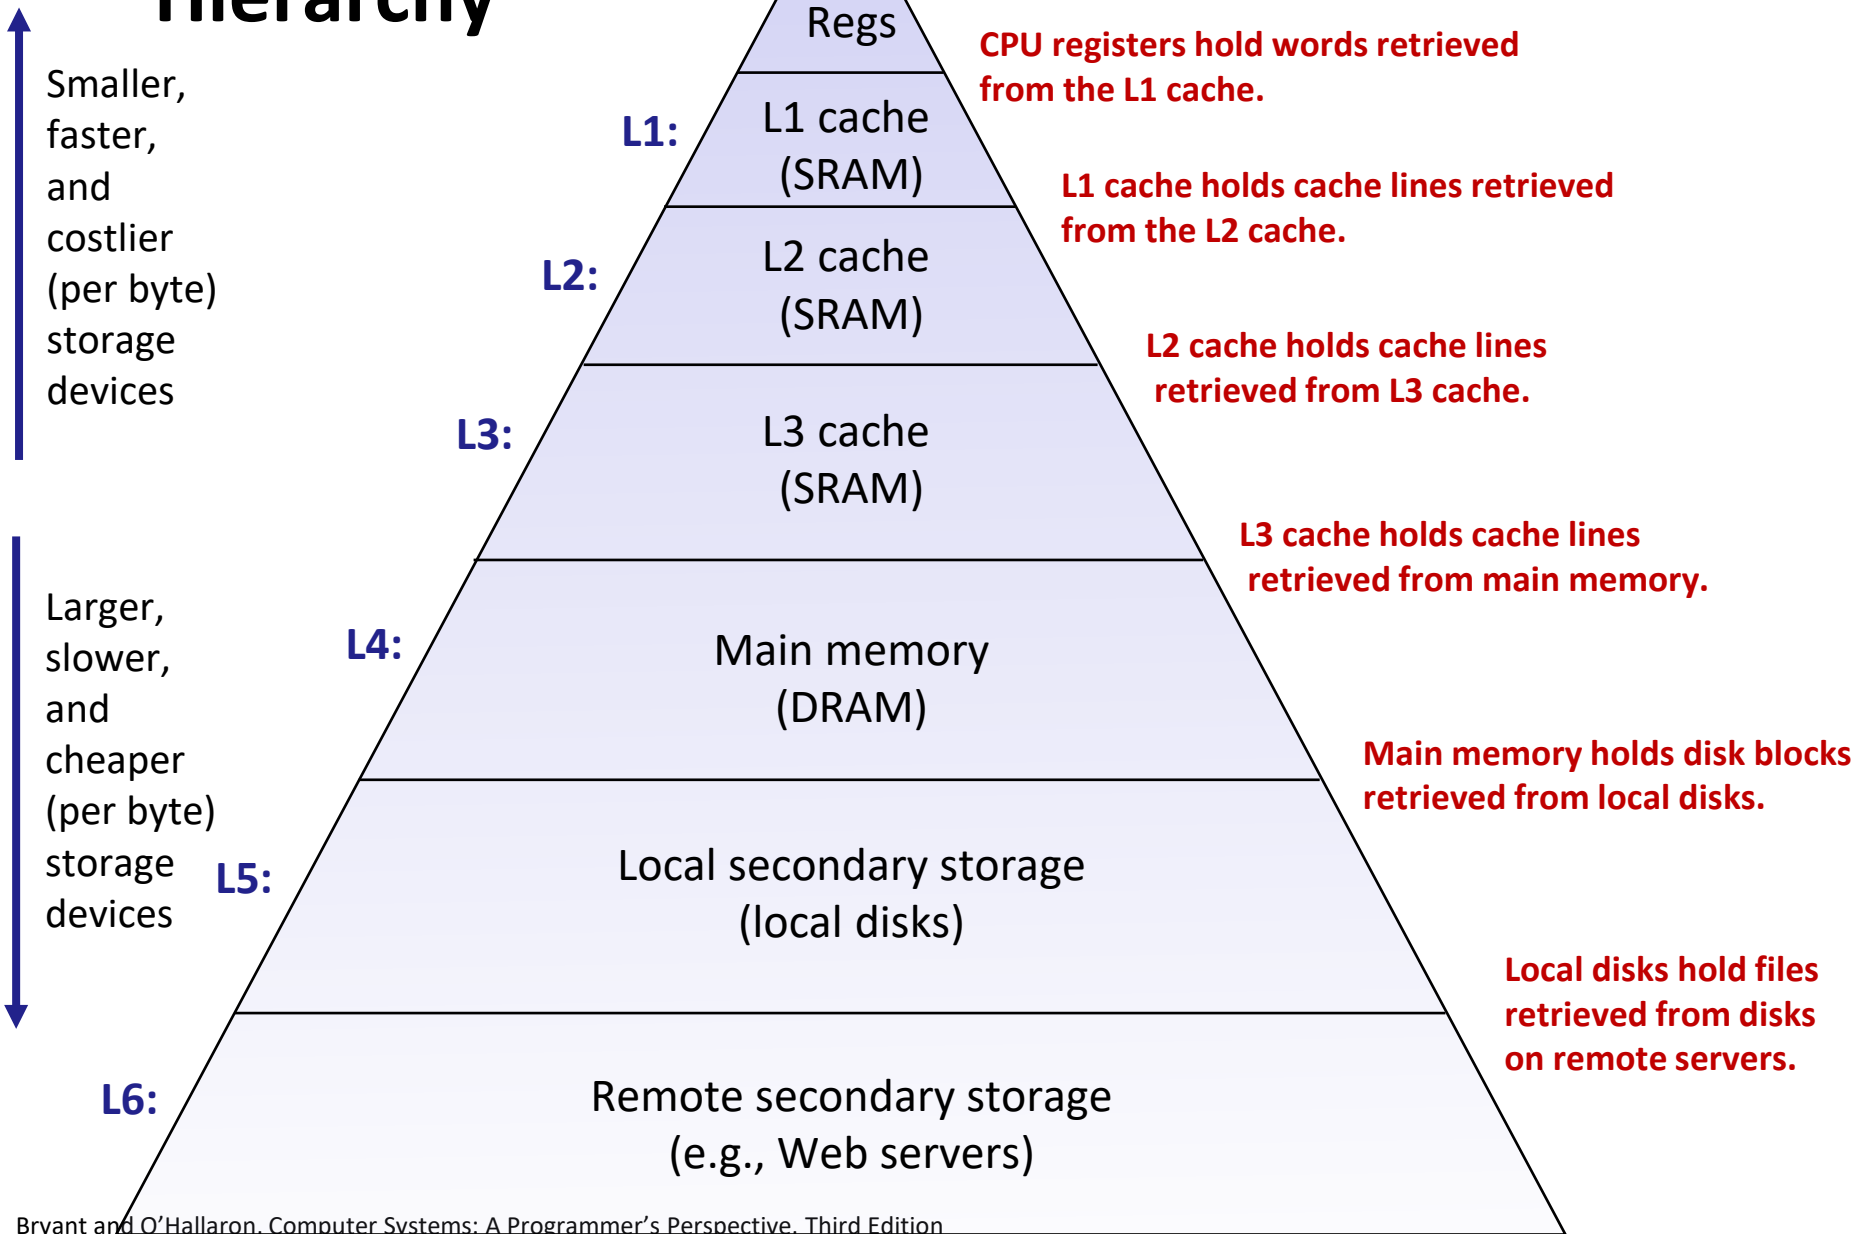 Hierarchy
Regs
CPU registers hold words retrieved
from the L1 cache.
Smaller,
faster,
and
costlier
(per byte)
storage
devices
L1:
L1 cache
(SRAM)
L1 cache holds cache lines retrieved
from the L2 cache.
L2:
L2 cache
(SRAM)
L2 cache holds cache lines
retrieved from L3 cache.
L3:
L3 cache
(SRAM)
L3 cache holds cache lines
retrieved from main memory.
Larger,
slower,
and
cheaper
(per byte)
storage
devices
L4:
Main memory
(DRAM)
Main memory holds disk blocks
retrieved from local disks.
L5:
Local secondary storage
(local disks)
Local disks hold files
retrieved from disks
on remote servers.
L6:
Remote secondary storage
(e.g., Web servers)
Bryant and O'Hallaron, Computer Systems: A Programmer's Perspective, Third Edition